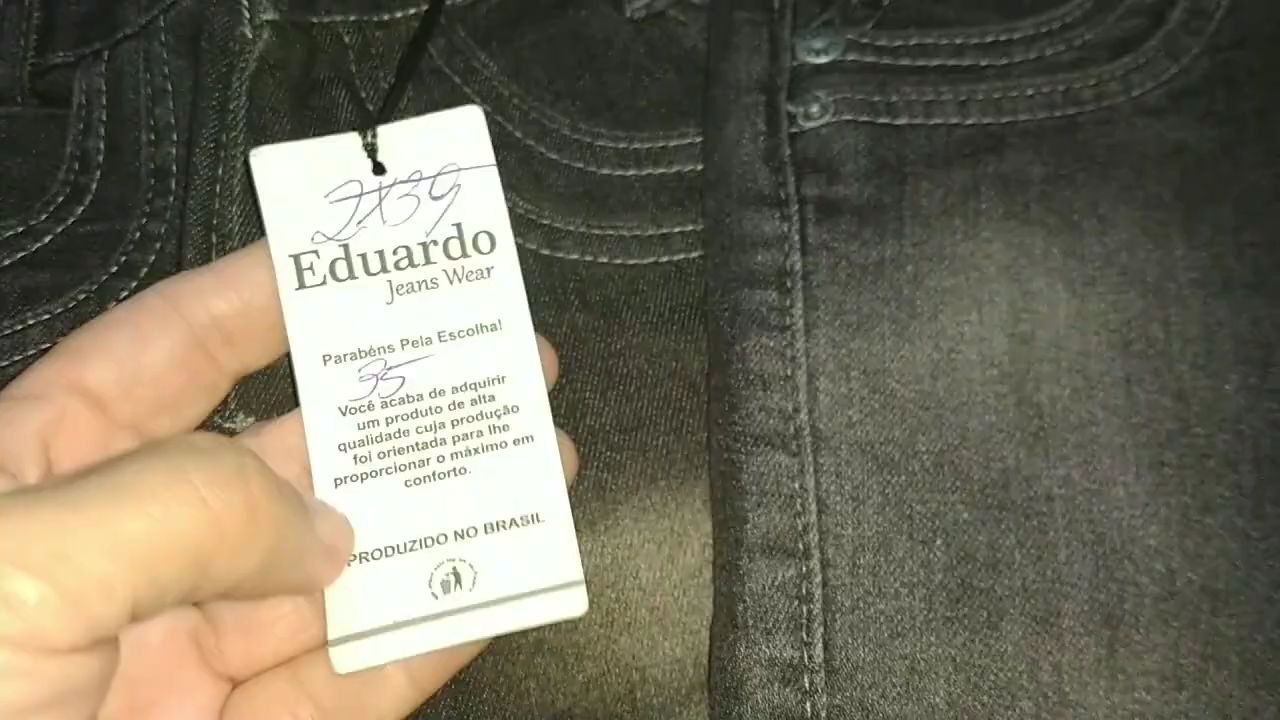 2X39
Eduardo
Jeans Wear
Parabéns Pela Escolha!
35
Você acaba de adquirir
um produto de alta
qualidade cuja produção
foi orientada para lhe
proporcionar o máximo em
conforto.
PRODUZIDO NO BRASIL